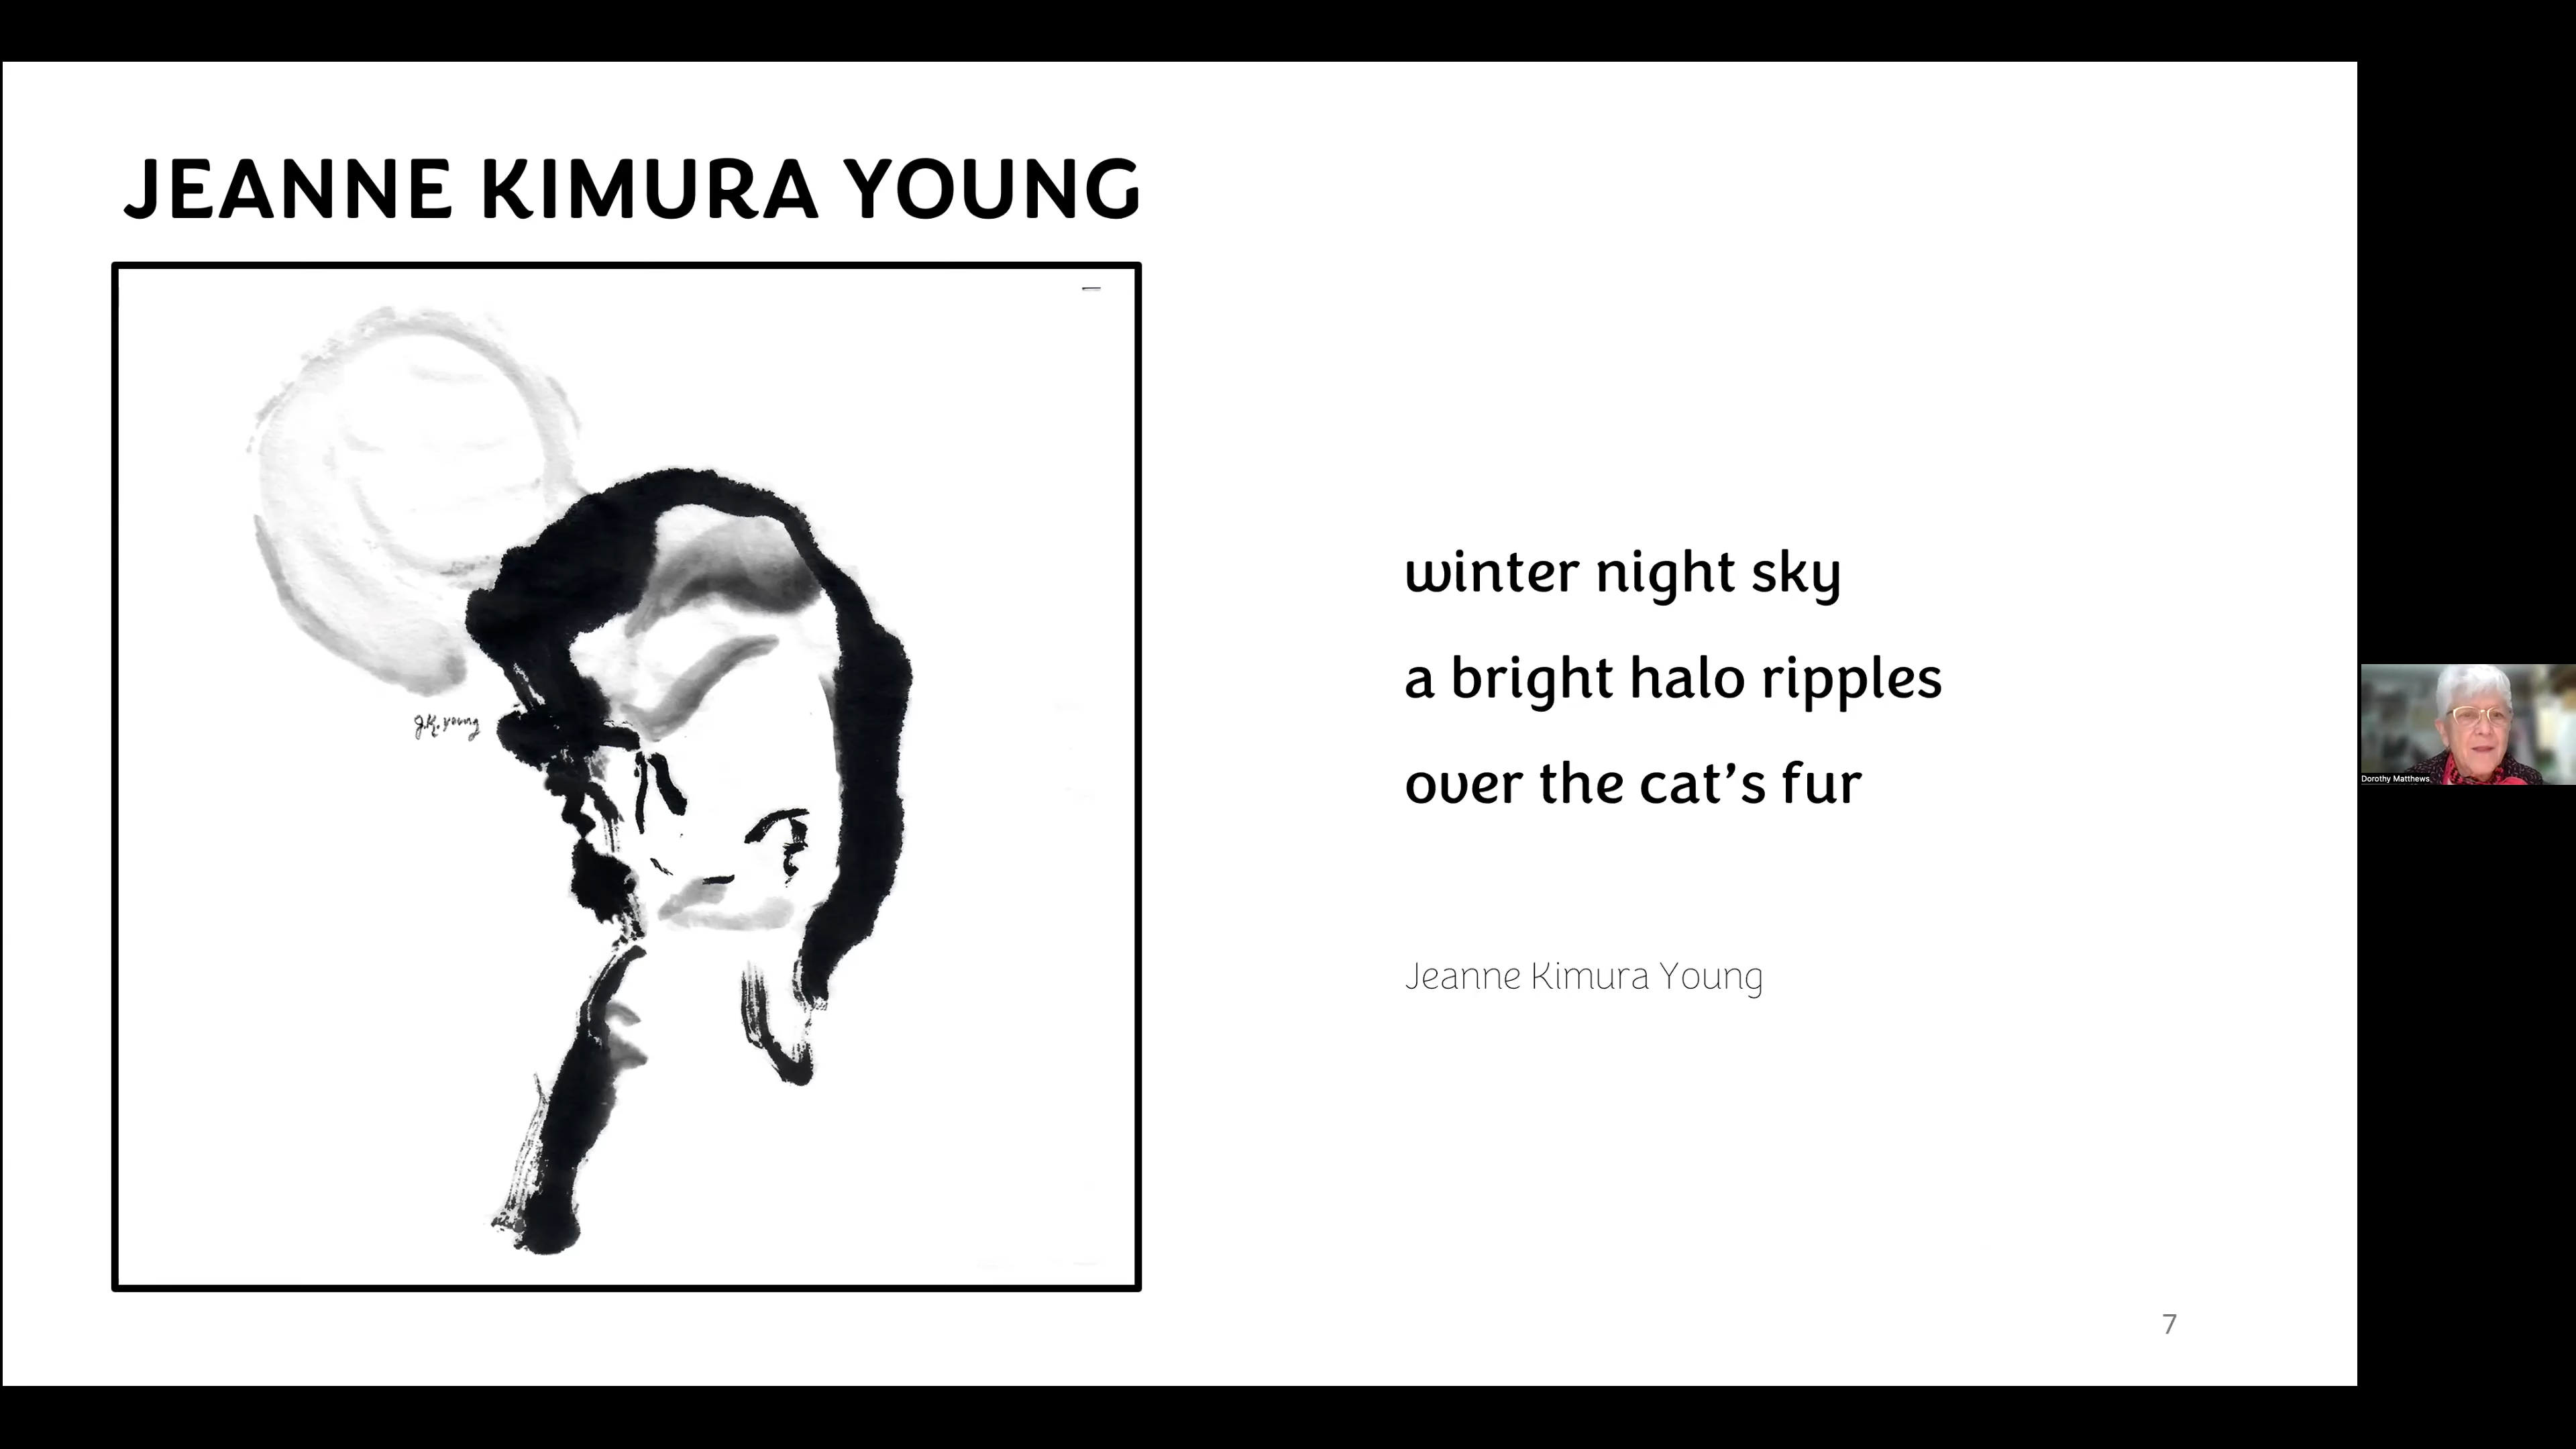 JEANNE KIMURA YOUNG
J.K. Young
winter night sky
a bright halo ripples
over the cat’s fur
Jeanne Kimura Young
7
Dorothy Matthews